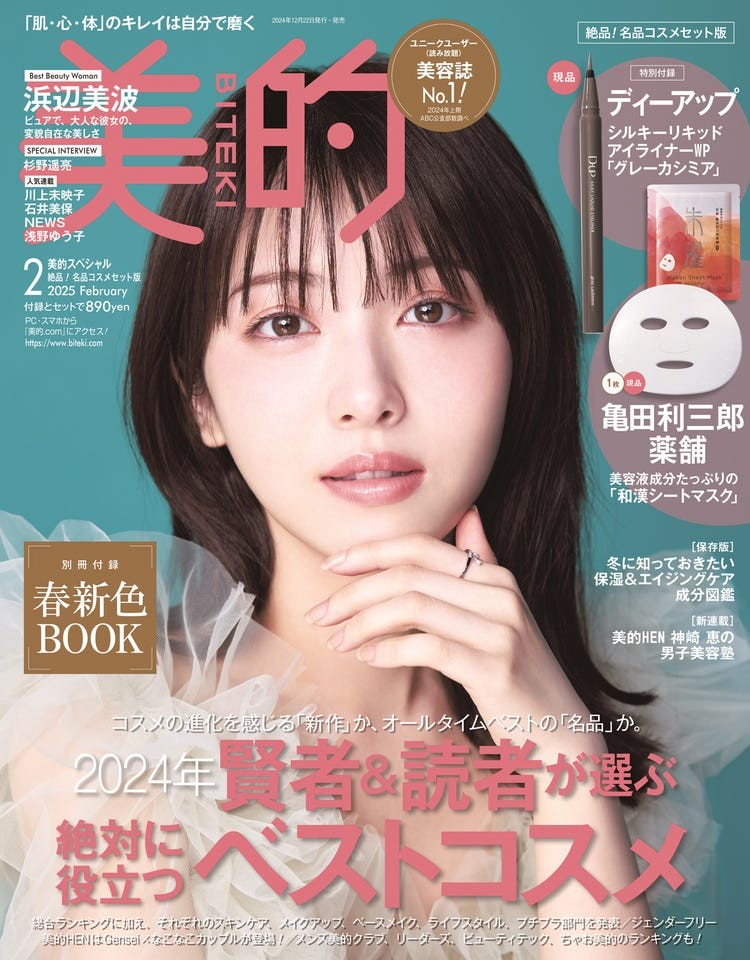 「肌・心・体」のキレイは自分で磨く
2024年12月22日発行・発売
美的
BITEKI
ユニークユーザー
(読み放題)
美容誌
No.1!
2024年上期
ABC公査部数調べ
絶品!名品コスメセット版
Best Beauty Woman
浜辺美波
ピュアで、大人な彼女の、
変貌自在な美しさ
SPECIAL INTERVIEW
杉野遥亮
人気連載
川上未映子
石井美保
NEWS
浅野ゆう子
2
美的スペシャル
絶品!名品コスメセット版
2025 February
付録とセットで890yen
PC・スマホから
「美的.com」にアクセス!
https://www.biteki.com
現品
特別付録
ディーアップ
シルキーリキッド
アイライナーWP
「グレーカシミア」
D-UP
SILKY LIQUID EYELINER
gray cashmere
朱雀
Sheet Mask
1枚
現品
亀田利三郎
薬舗
美容液成分たっぷりの
「和漢シートマスク」
[保存版]
冬に知っておきたい
保湿&エイジングケア
成分図鑑
[新連載]
美的HEN 神崎 恵の
男子美容塾
別冊付録
春新色
BOOK
コスメの進化を感じる「新作」か、オールタイムベストの「名品」か。
2024年賢者&読者が選ぶ
絶対に
役立つ
ベストコスメ
総合ランキングに加え、それぞれのスキンケア、メイクアップ、ベースメイク、ライフスタイル、プチプラ部門を発表/ジェンダーフリー
美的HENはGensei×なこなこカップルが登場!/メンズ美的クラブ、リーダーズ、ビューティテック、ちゃお美的のランキングも!